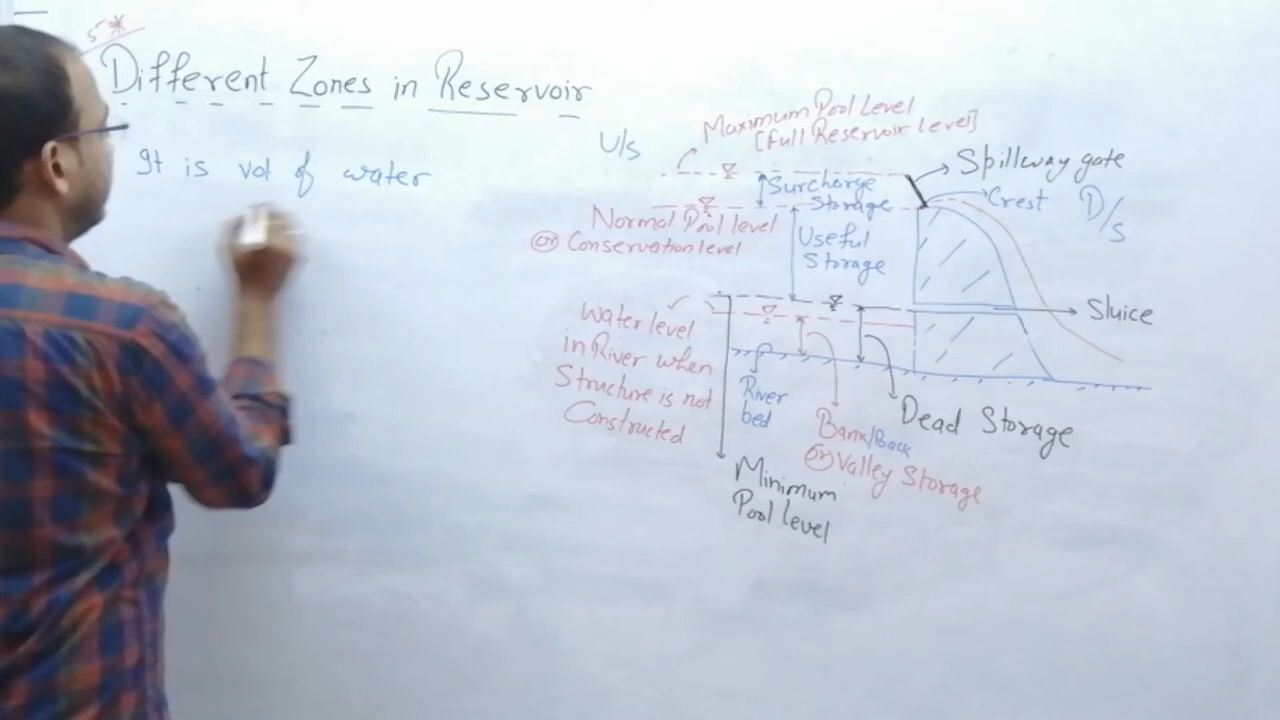 5*
Different Zones in Reservoir
It is vol of water
U/s
Maximum Pool Level
[Full Reservoir level]
Spillway gate
Surcharge
Storage
Crest
D/s
Normal Pool level
(or) Conservation level
Useful
Storage
Sluice
Water level
in River when
Structure is not
Constructed
River
bed
Dead Storage
Bank/Back
(or) Valley Storage
Minimum
Pool level